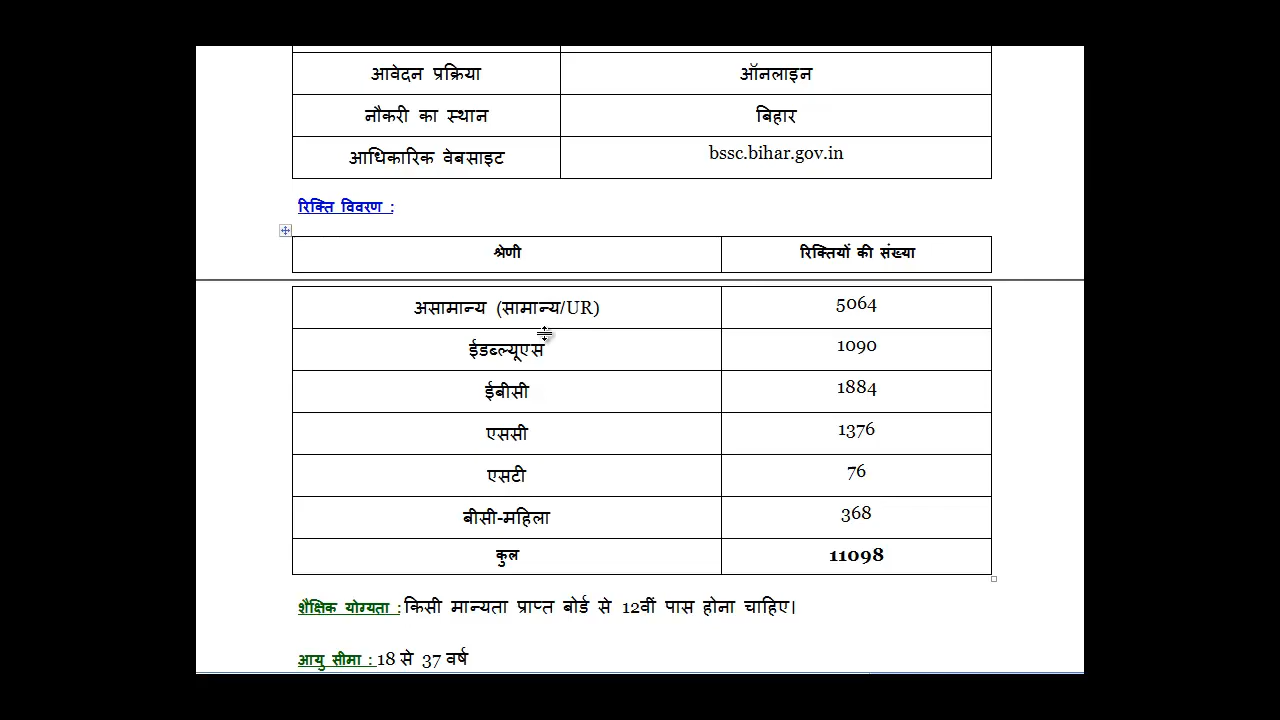 आवेदन प्रक्रिया ऑनलाइन
नौकरी का स्थान बिहार
आधिकारिक वेबसाइट bssc.bihar.gov.in
रिक्ति विवरण :
श्रेणी रिक्तियों की संख्या
असामान्य (सामान्य/UR) 5064
ईडब्ल्यूएस 1090
ईबीसी 1884
एससी 1376
एसटी 76
बीसी-महिला 368
कुल 11098
शैक्षिक योग्यता : किसी मान्यता प्राप्त बोर्ड से 12वीं पास होना चाहिए।
आयु सीमा : 18 से 37 वर्ष